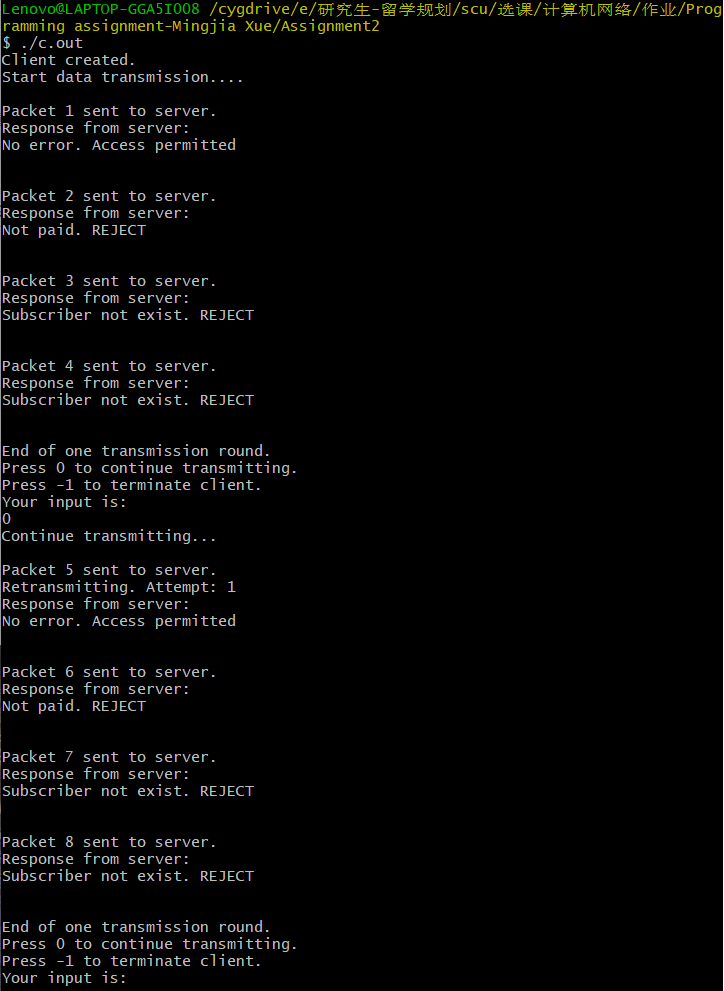 Lenovo@LAPTOP-GGA5IOO8 /cygdrive/e/研究生-留学规划/scu/选课/计算机网络/作业/Prog
ramming assignment-Mingjia Xue/Assignment2
$ ./c.out
Client created.
Start data transmission....
Packet 1 sent to server.
Response from server:
No error. Access permitted
Packet 2 sent to server.
Response from server:
Not paid. REJECT
Packet 3 sent to server.
Response from server:
Subscriber not exist. REJECT
Packet 4 sent to server.
Response from server:
Subscriber not exist. REJECT
End of one transmission round.
Press 0 to continue transmitting.
Press -1 to terminate client.
Your input is:
0
Continue transmitting...
Packet 5 sent to server.
Retransmitting. Attempt: 1
Response from server:
No error. Access permitted
Packet 6 sent to server.
Response from server:
Not paid. REJECT
Packet 7 sent to server.
Response from server:
Subscriber not exist. REJECT
Packet 8 sent to server.
Response from server:
Subscriber not exist. REJECT
End of one transmission round.
Press 0 to continue transmitting.
Press -1 to terminate client.
Your input is: